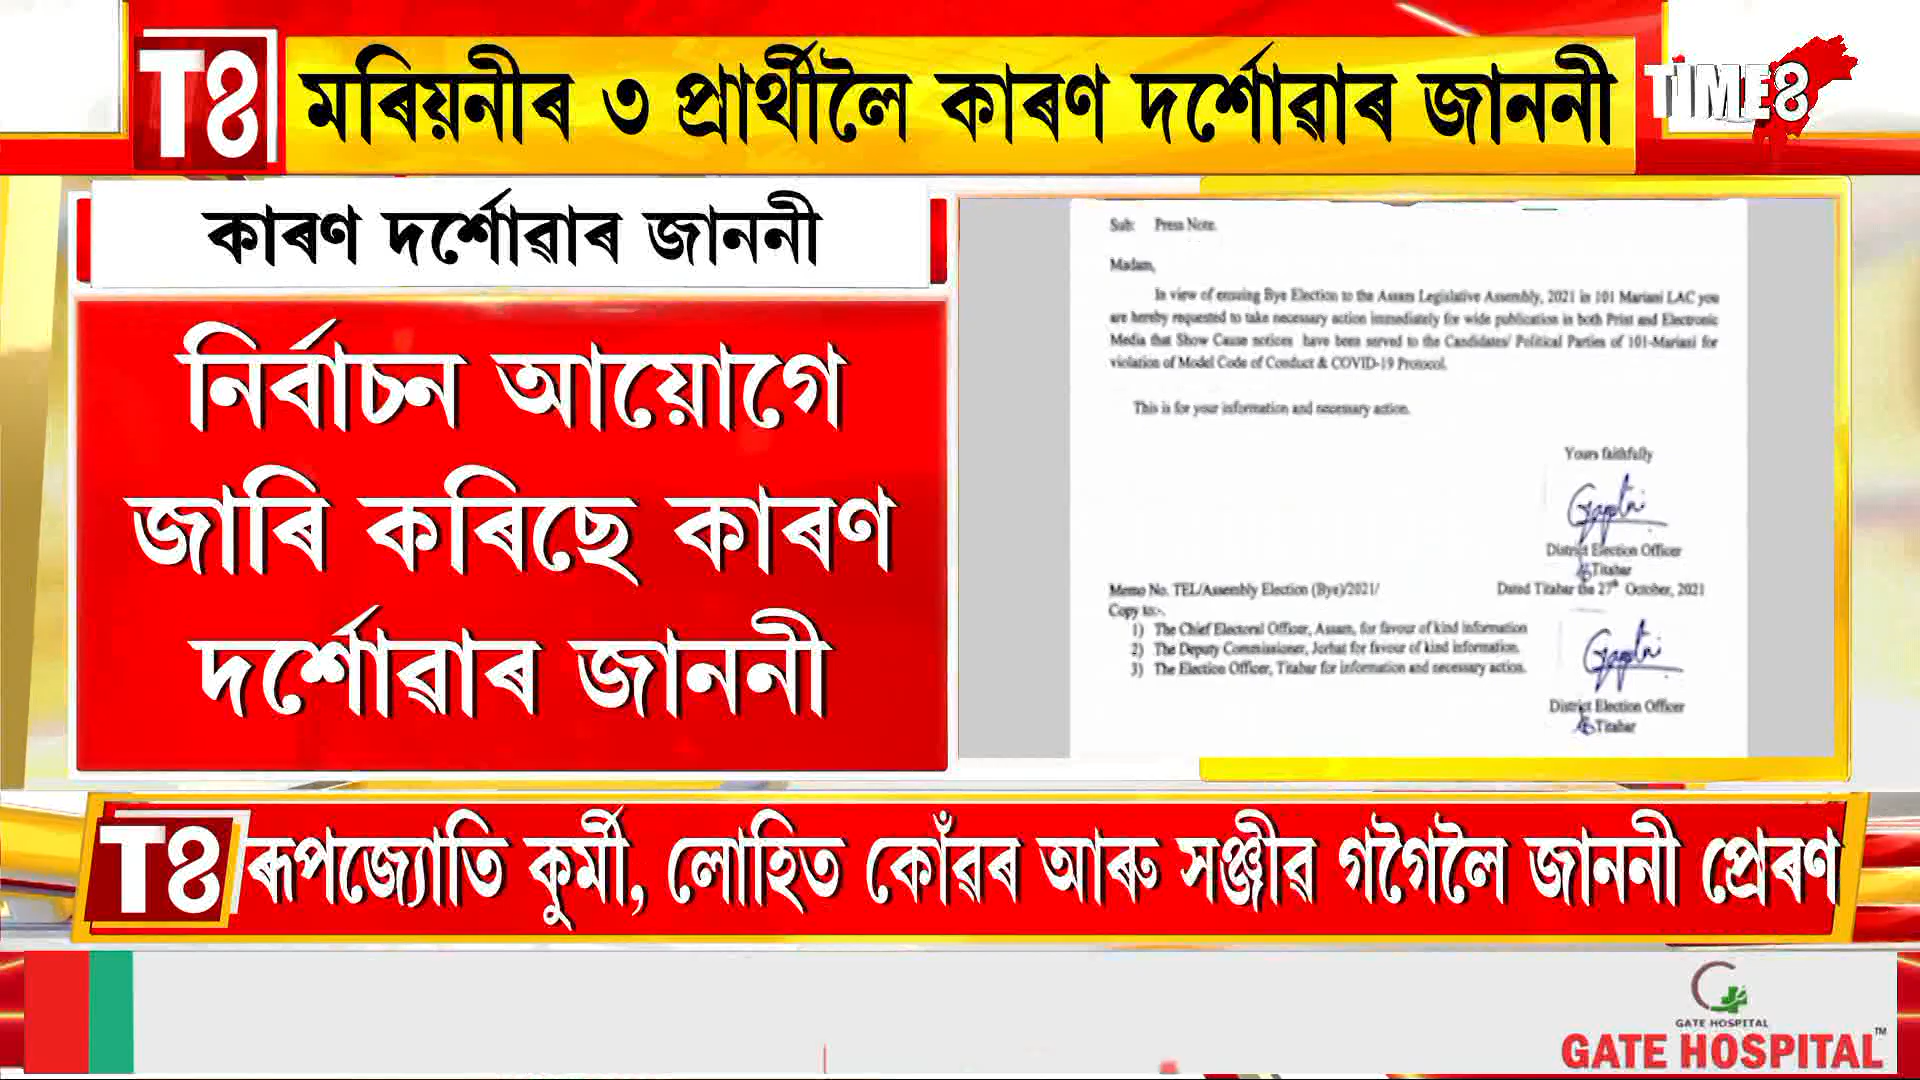 T8
মৰিয়নীৰ ৩ প্ৰাৰ্থীলৈ কাৰণ দৰ্শোৱাৰ জাননী
TIME8
কাৰণ দৰ্শোৱাৰ জাননী
নিৰ্বাচন আয়োগে
জাৰি কৰিছে কাৰণ
দৰ্শোৱাৰ জাননী
Sub: Press Note.
Madam,
In view of ensuing Bye Election to the Assam Legislative Assembly, 2021 in 101 Mariani LAC you
are hereby requested to take necessary action immediately for wide publication in both Print and Electronic
Media that Show Cause notices have been served to the Candidates/ Political Parties of 101-Mariani for
violation of Model Code of Conduct & COVID-19 Protocol.
This is for your information and necessary action.
Yours faithfully
District Election Officer
Titabar
Memo No. TEL/Assembly Election (Bye)/2021/ Dated Titabar the 27th October, 2021
Copy to:-
1) The Chief Electoral Officer, Assam, for favour of kind information
2) The Deputy Commissioner, Jorhat for favour of kind information.
3) The Election Officer, Titabar for information and necessary action.
District Election Officer
Titabar
T8
ৰূপজ্যোতি কুৰ্মী, লোহিত কোঁৱৰ আৰু সঞ্জীৱ গগৈলৈ জাননী প্ৰেৰণ
GATE HOSPITAL
GATE HOSPITAL™